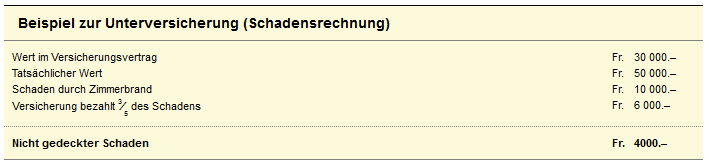 Beispiel zur Unterversicherung (Schadensrechnung)
Wert im Versicherungsvertrag Fr. 30 000.–
Tatsächlicher Wert Fr. 50 000.–
Schaden durch Zimmerbrand Fr. 10 000.–
Versicherung bezahlt 3/5 des Schadens Fr. 6 000.–
Nicht gedeckter Schaden Fr. 4000.–